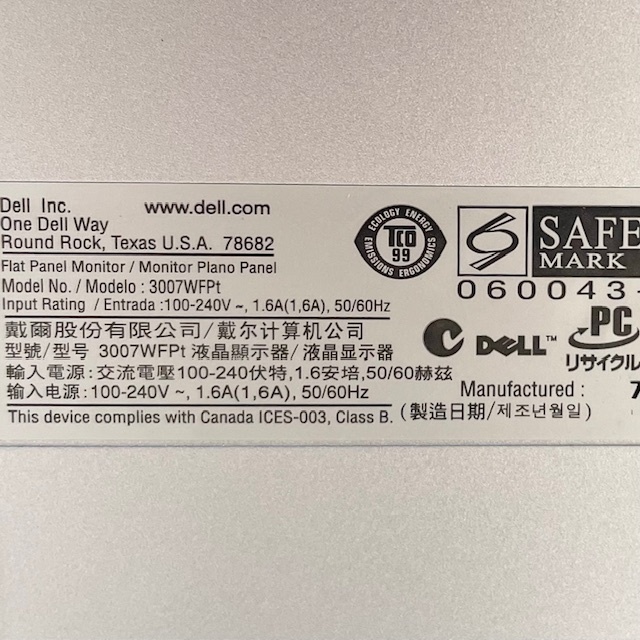 Dell Inc. www.dell.com
One Dell Way
Round Rock, Texas U.S.A. 78682
Flat Panel Monitor / Monitor Plano Panel
Model No. / Modelo : 3007WFPt
Input Rating / Entrada :100-240V ~, 1.6A(1,6A), 50/60Hz
戴爾股份有限公司/戴尔计算机公司
型號/型号 3007WFPt 液晶顯示器/液晶显示器
輸入電源:交流電壓100-240伏特,1.6安培,50/60赫茲
输入电源: 100-240V ~, 1.6A(1,6A), 50/60Hz
This device complies with Canada ICES-003, Class B.
ECOLOGY ENERGY
TCO
99
EMISSIONS ERGONOMICS
S
SAFE
MARK
060043-
DELL™
PC
リサイクル
Manufactured : 7
(製造日期/제조년월일)